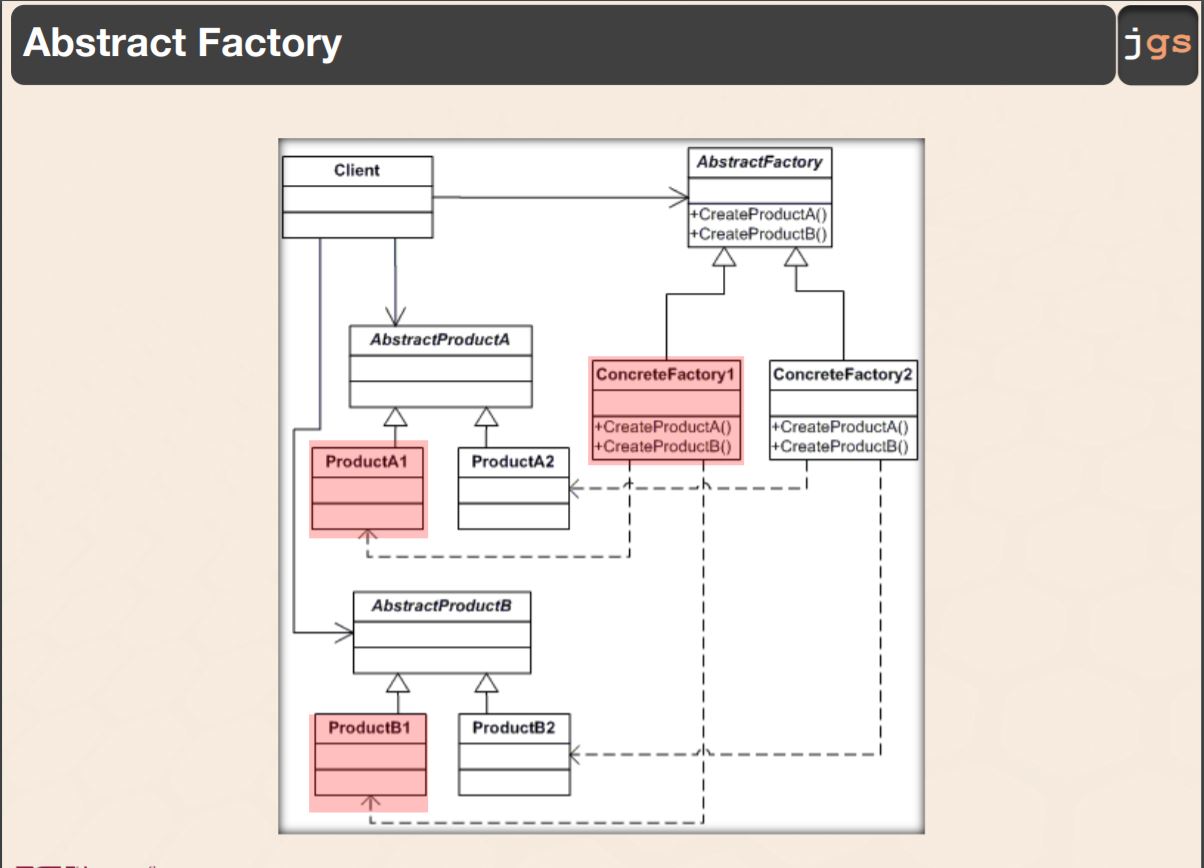 Abstract Factory
jgs
Client
AbstractFactory
+CreateProductA()
+CreateProductB()
AbstractProductA
ConcreteFactory1
+CreateProductA()
+CreateProductB()
ConcreteFactory2
+CreateProductA()
+CreateProductB()
ProductA1
ProductA2
AbstractProductB
ProductB1
ProductB2